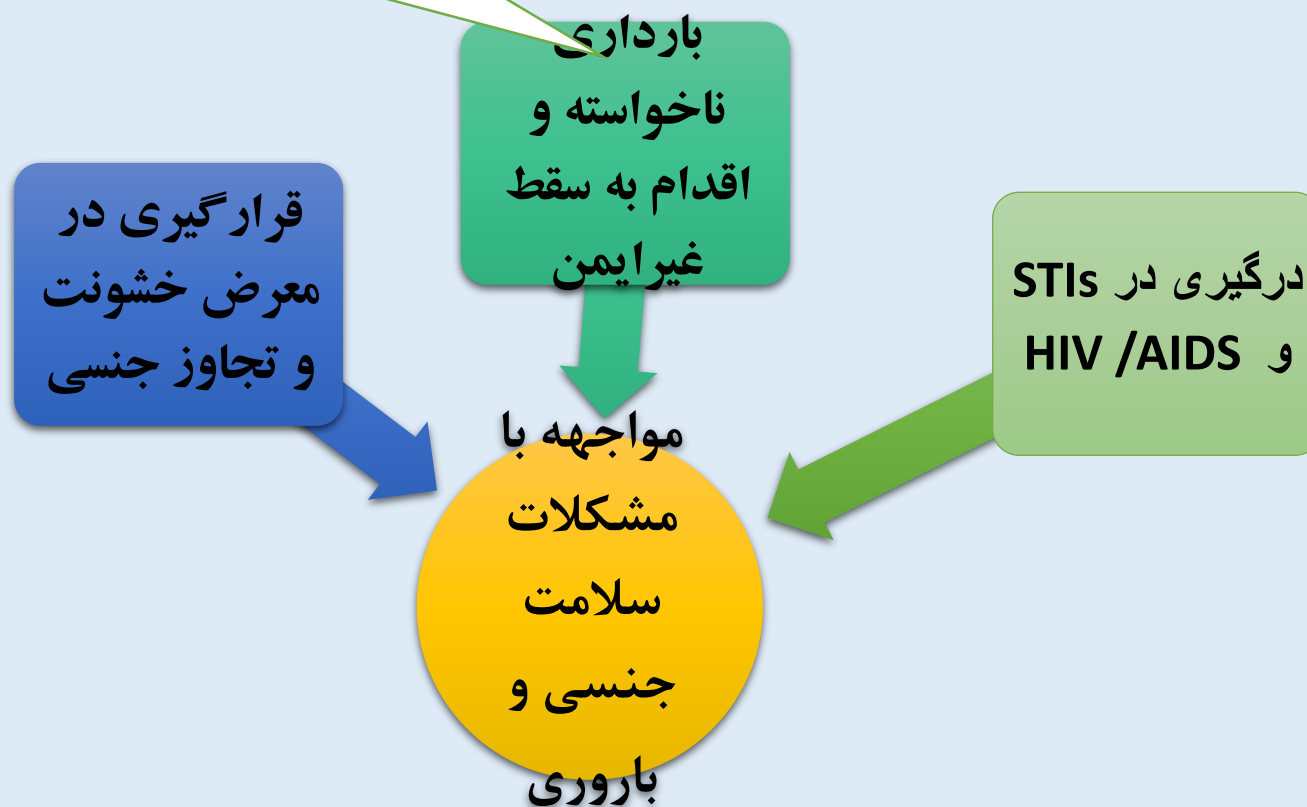 بارداری
ناخواسته و
اقدام به سقط
غیرایمن
قرارگیری در
معرض خشونت
و تجاوز جنسی
درگیری در STIs
و HIV /AIDS
مواجهه با
مشکلات
سلامت
جنسی و
باروری